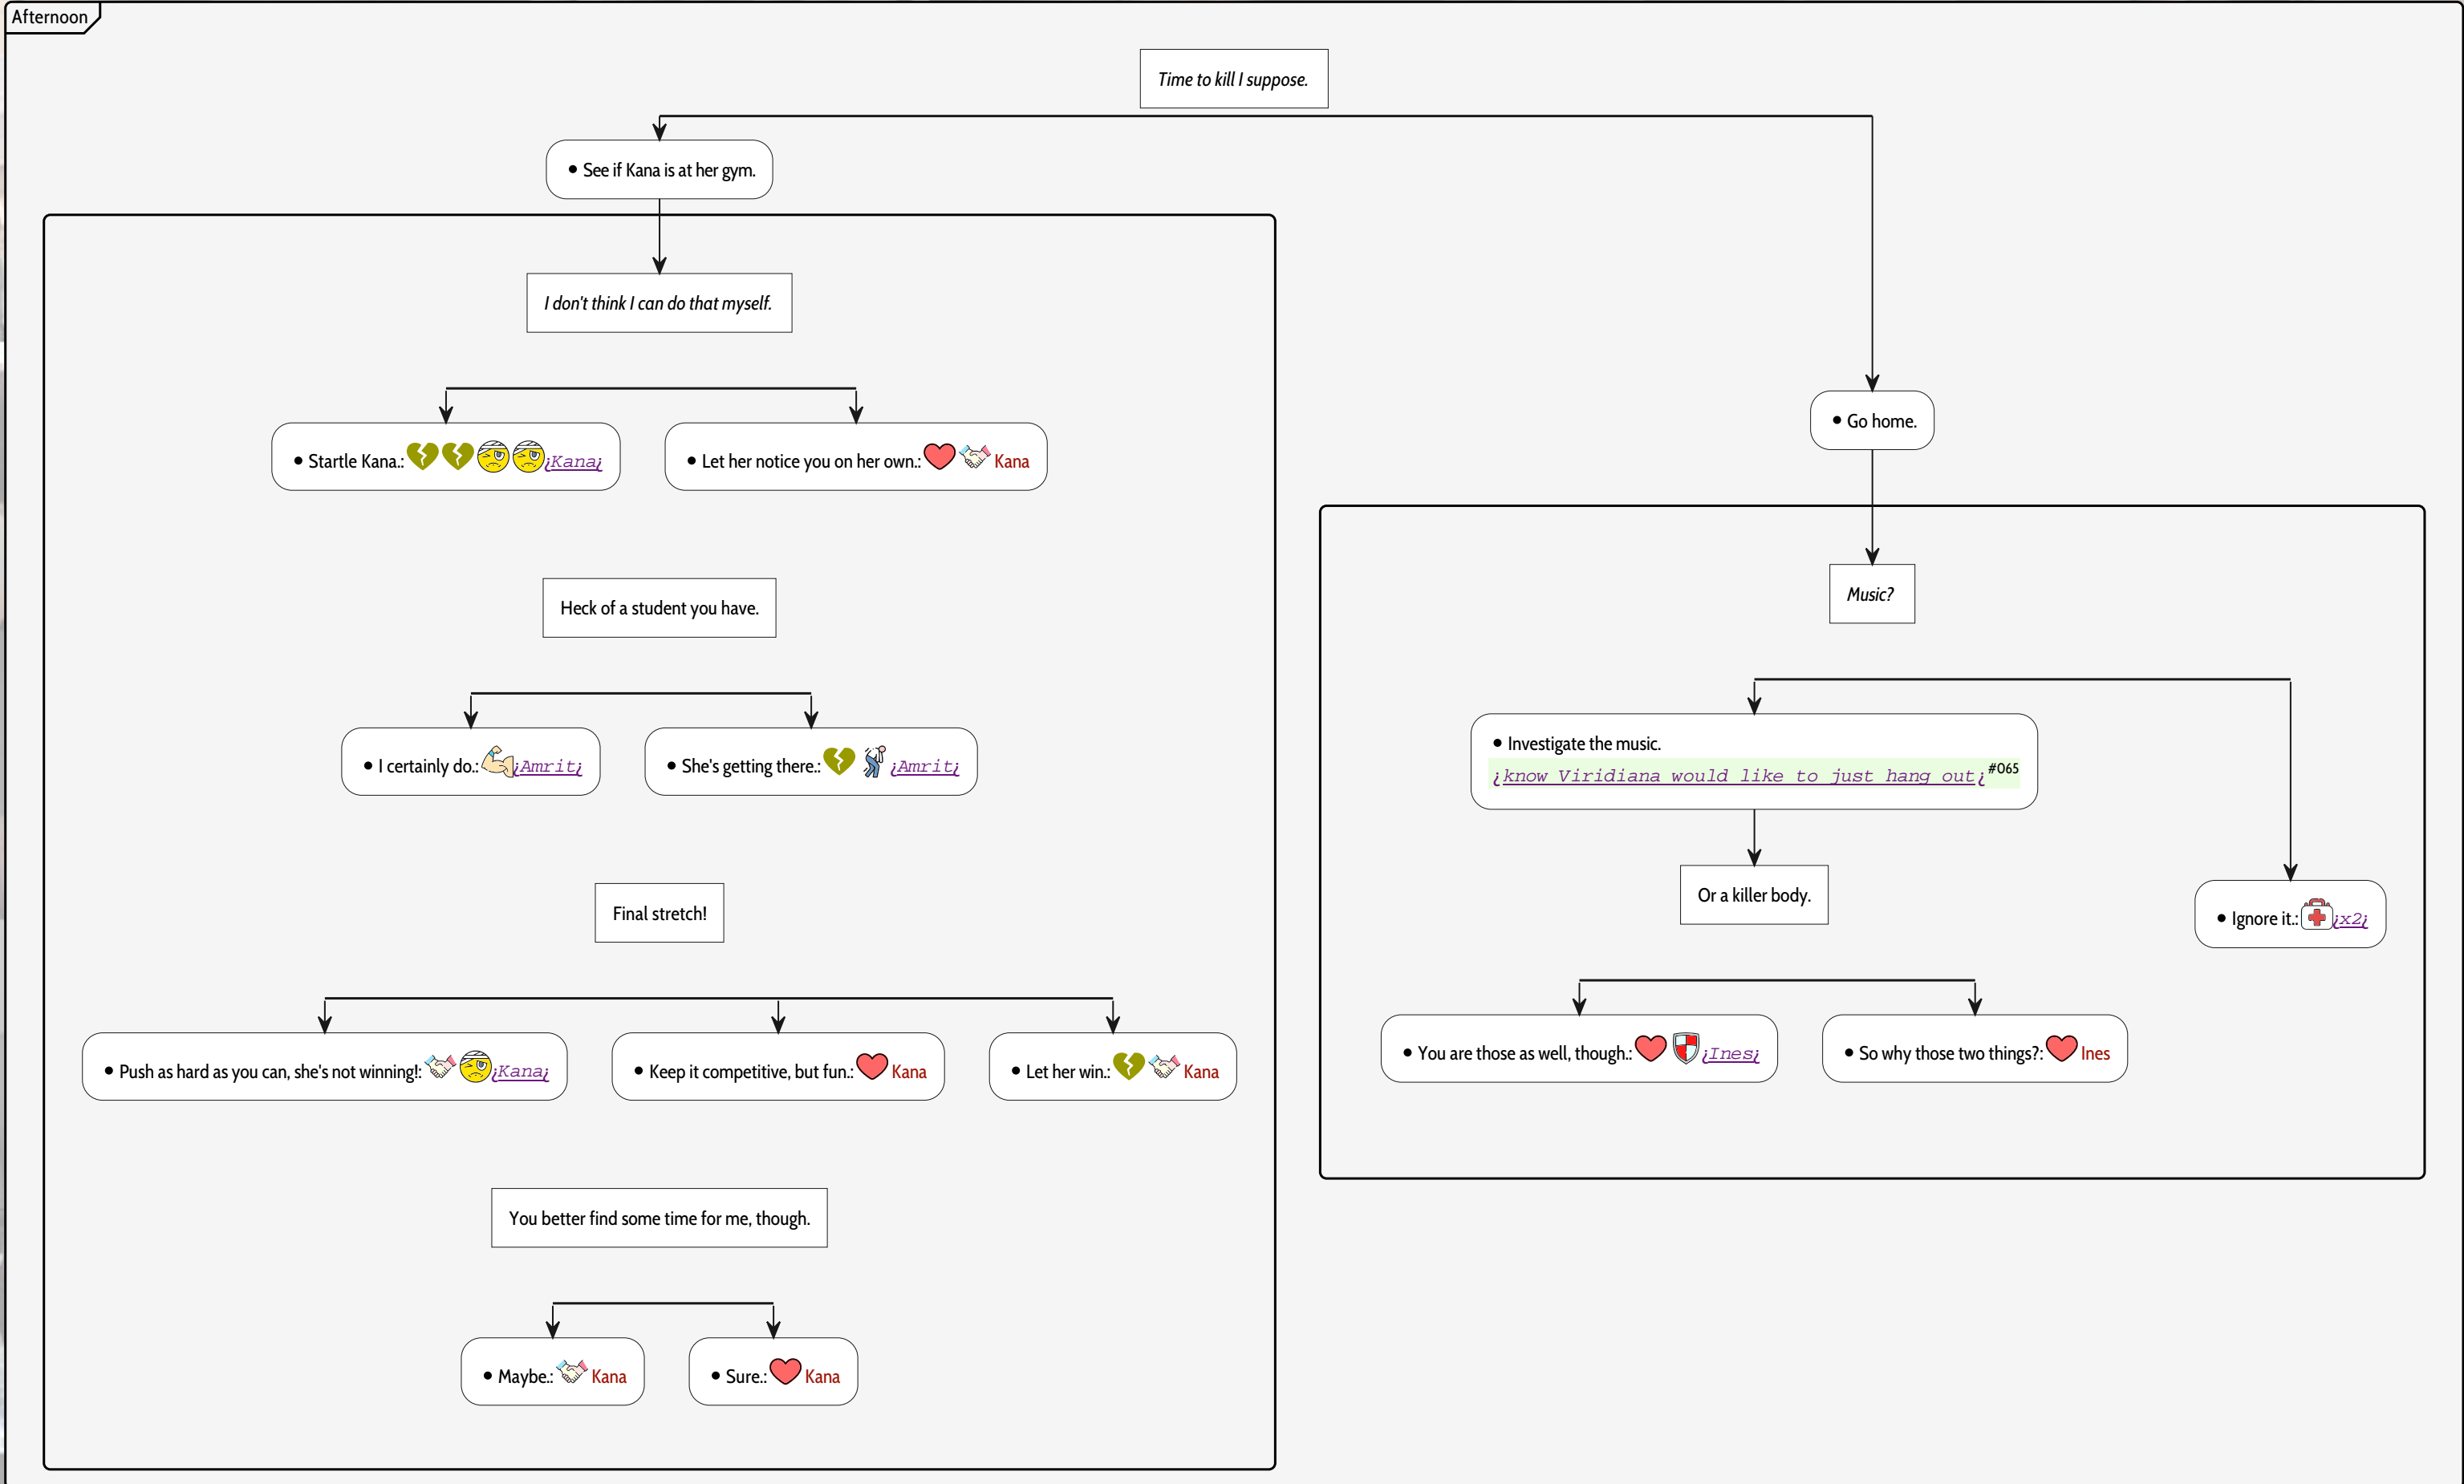 Afternoon
Time to kill I suppose.
See if Kana is at her gym.
I don't think I can do that myself.
Startle Kana.: ¿Kana¿
Let her notice you on her own.: Kana
Heck of a student you have.
I certainly do.: ¿Amrit¿
She's getting there.: ¿Amrit¿
Final stretch!
Push as hard as you can, she's not winning!: ¿Kana¿
Keep it competitive, but fun.: Kana
Let her win.: Kana
You better find some time for me, though.
Maybe.: Kana
Sure.: Kana
Go home.
Music?
Investigate the music.
¿know Viridiana would like to just hang out¿ #065
Or a killer body.
Ignore it.: ¿x2¿
You are those as well, though.: ¿Ines¿
So why those two things?: Ines